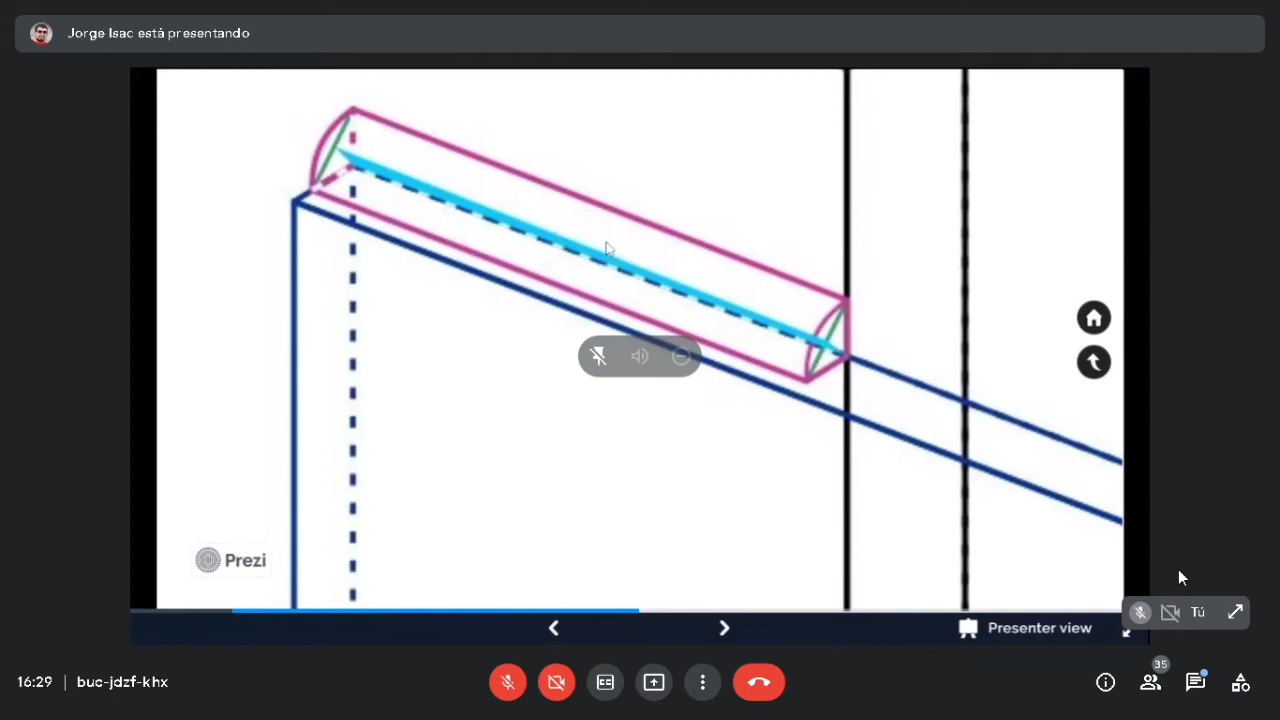 Jorge Isac está presentando
Prezi
Presenter view
Tú
16:29 | buc-jdzf-khx
35